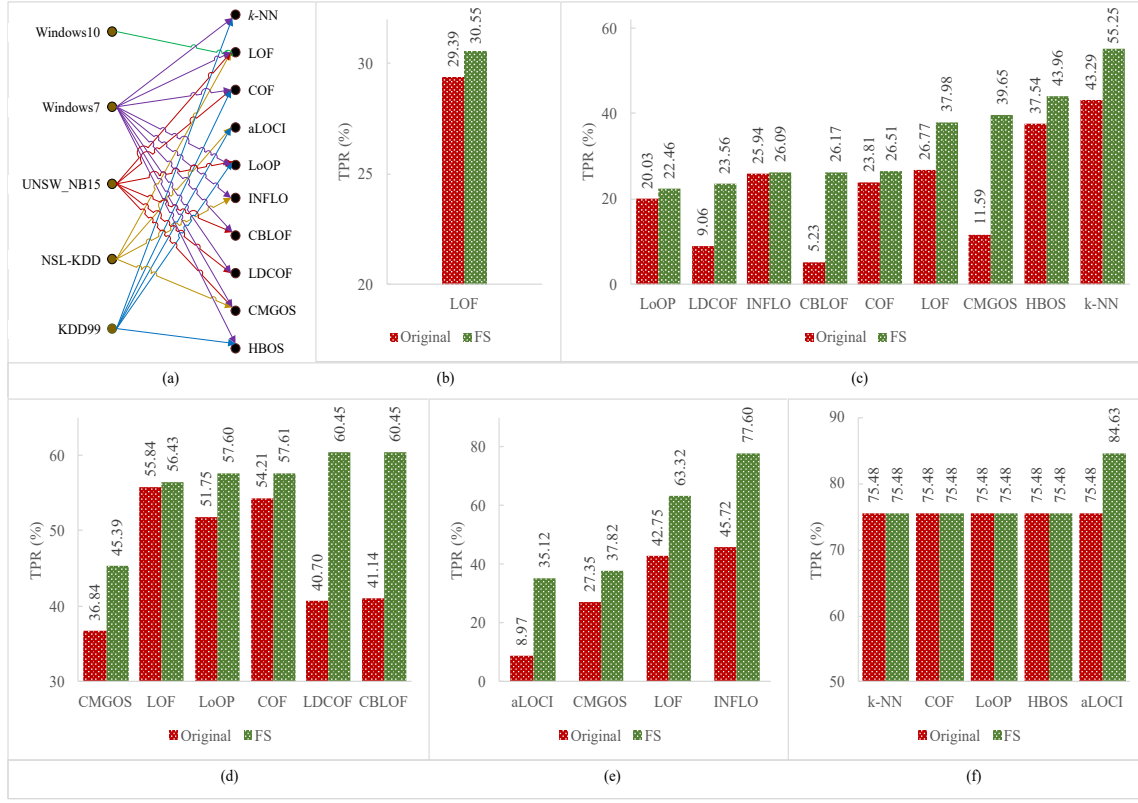 Windows10
Windows7
UNSW_NB15
NSL-KDD
KDD99
k-NN
LOF
COF
aLOCI
LoOP
INFLO
CBLOF
LDCOF
CMGOS
HBOS
(a)
TPR (%)
30
25
20
29.39
30.55
LOF
Original FS
(b)
TPR (%)
60
40
20
0
20.03
22.46
9.06
23.56
25.94
26.09
5.23
26.17
23.81
26.51
26.77
37.98
11.59
39.65
37.54
43.96
43.29
55.25
LoOP LDCOF INFLO CBLOF COF LOF CMGOS HBOS k-NN
Original FS
(c)
TPR (%)
60
50
40
30
36.84
45.39
55.84
56.43
51.75
57.60
54.21
57.61
40.70
60.45
41.14
60.45
CMGOS LOF LoOP COF LDCOF CBLOF
Original FS
(d)
TPR (%)
80
60
40
20
0
8.97
35.12
27.35
37.82
42.75
63.32
45.72
77.60
aLOCI CMGOS LOF INFLO
Original FS
(e)
TPR (%)
90
80
70
60
50
75.48
75.48
75.48
75.48
75.48
75.48
75.48
75.48
75.48
84.63
k-NN COF LoOP HBOS aLOCI
Original FS
(f)